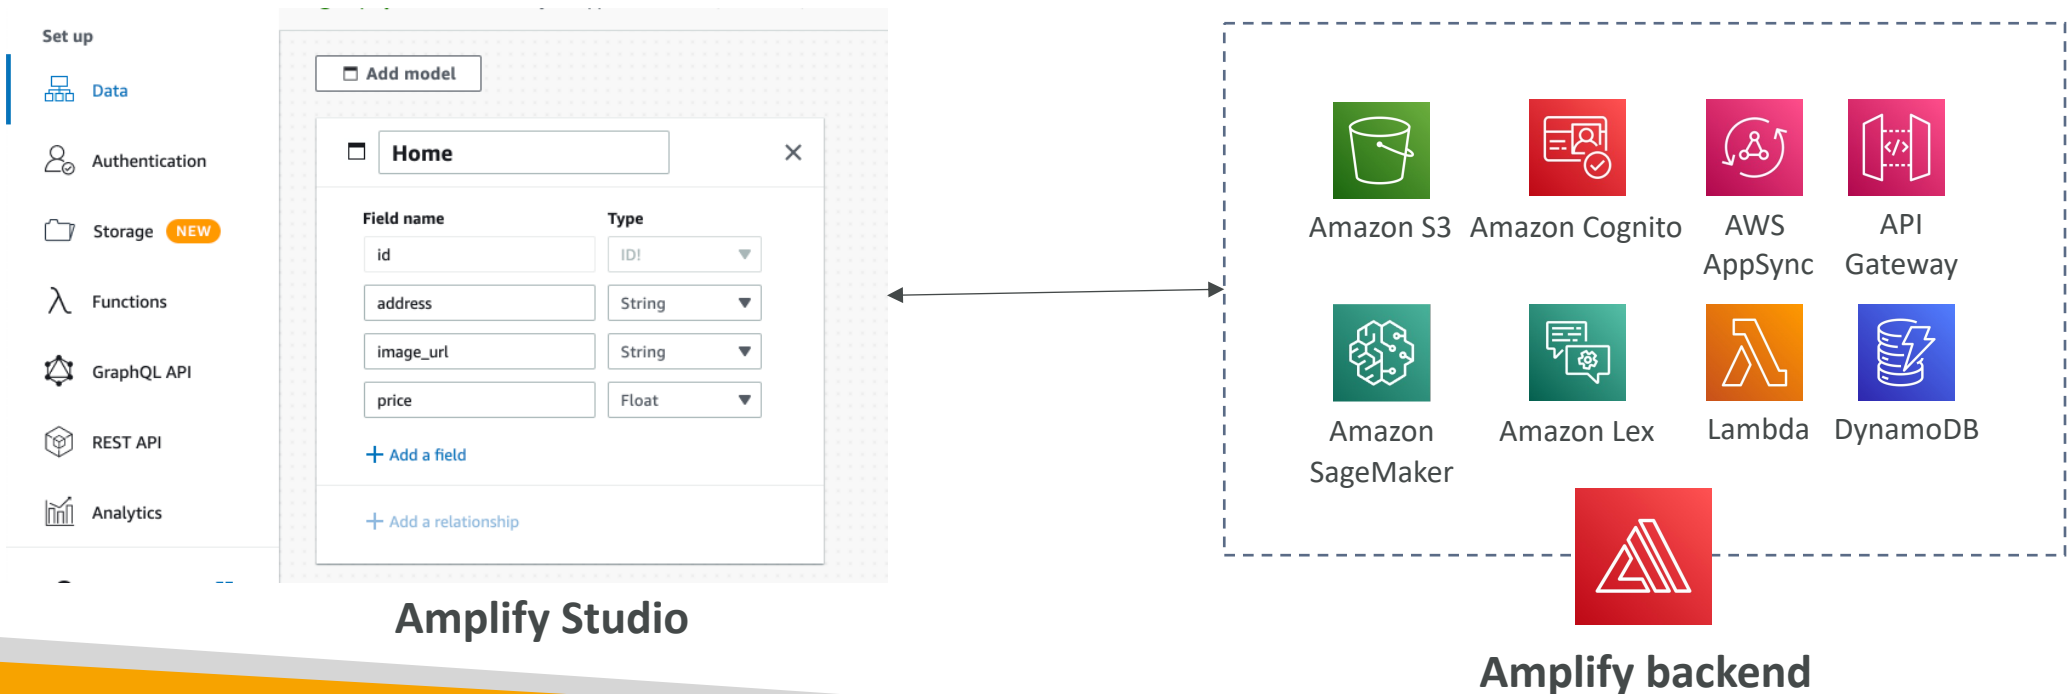 Set up
Data
Authentication
Storage NEW
Functions
GraphQL API
REST API
Analytics
Add model
Home
Field name Type
id ID!
address String
image_url String
price Float
+ Add a field
+ Add a relationship
Amplify Studio
Amazon S3 Amazon Cognito AWS API
AppSync Gateway
Amazon Amazon Lex Lambda DynamoDB
SageMaker
Amplify backend